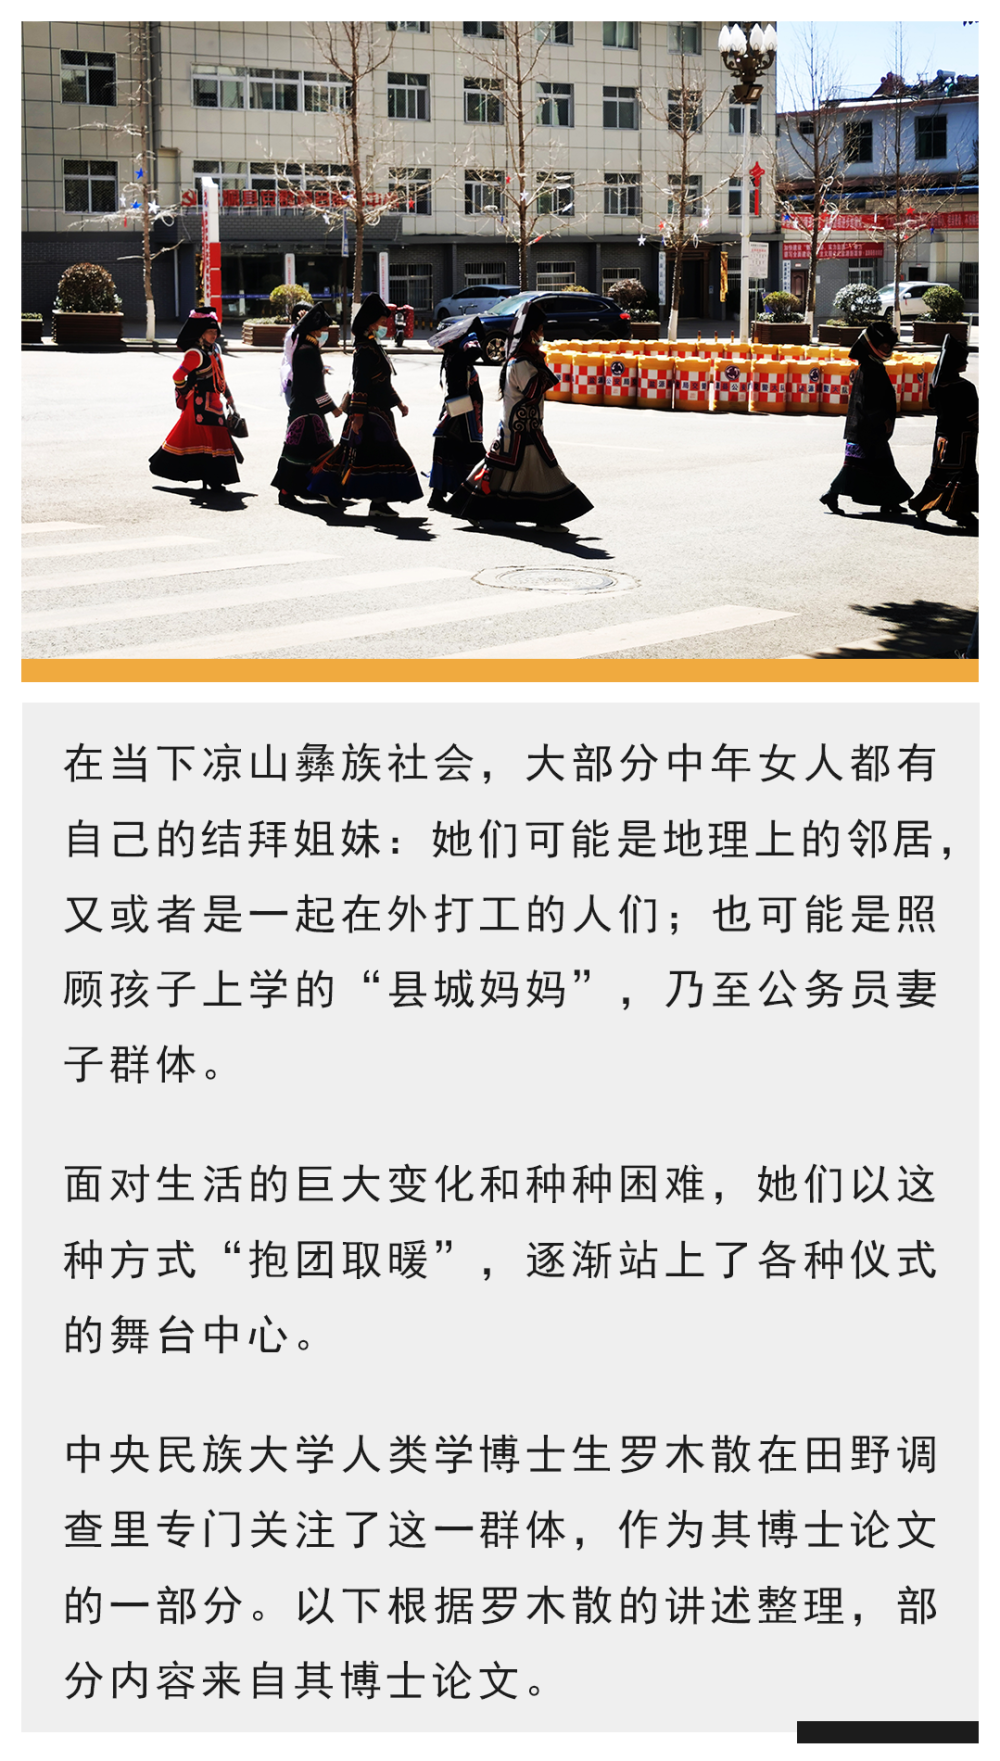 在当下凉山彝族社会，大部分中年女人都有
自己的结拜姐妹：她们可能是地理上的邻居，
又或者是一起在外打工的人们；也可能是照
顾孩子上学的“县城妈妈”，乃至公务员妻
子群体。
面对生活的巨大变化和种种困难，她们以这
种方式“抱团取暖”，逐渐站上了各种仪式
的舞台中心。
中央民族大学人类学博士生罗木散在田野调
查里专门关注了这一群体，作为其博士论文
的一部分。以下根据罗木散的讲述整理，部
分内容来自其博士论文。